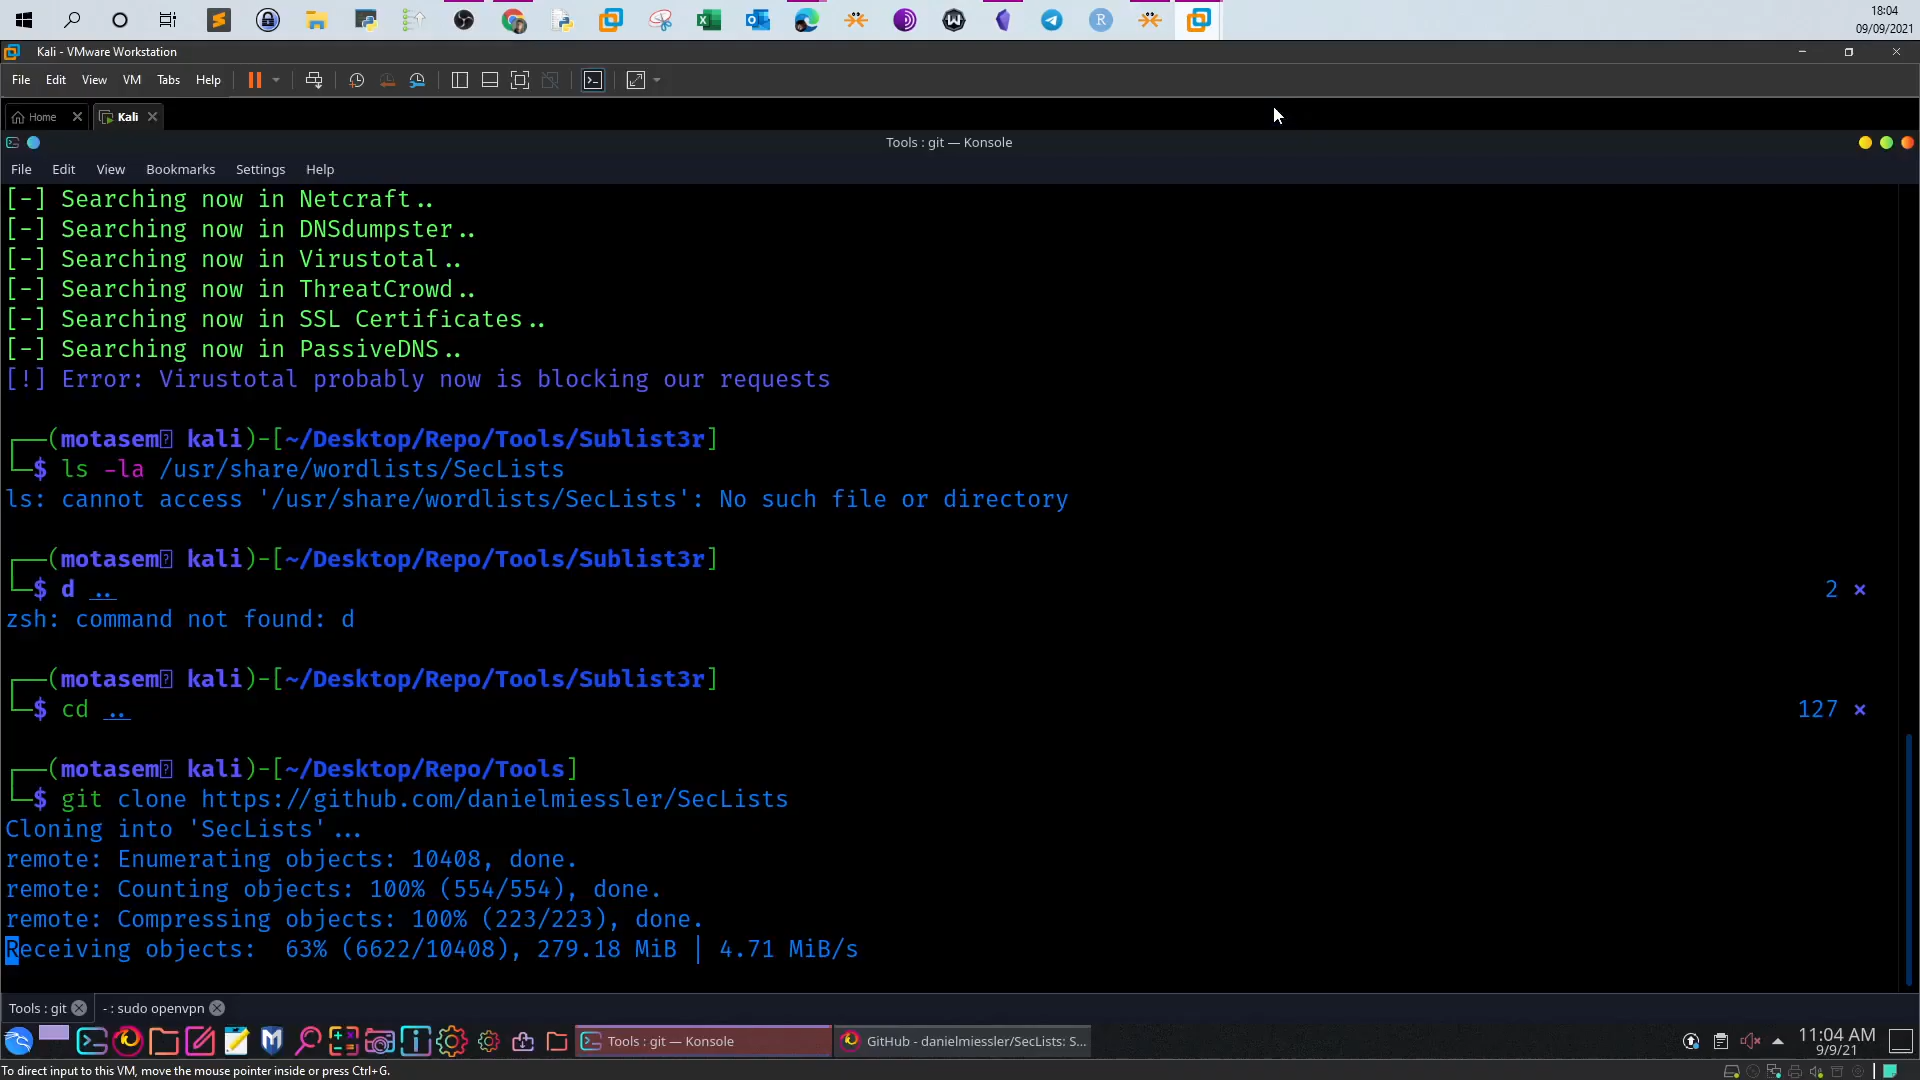 18:04
09/09/2021
Kali - VMware Workstation
File Edit View VM Tabs Help
Home Kali
Tools : git — Konsole
File Edit View Bookmarks Settings Help
[-] Searching now in Netcraft..
[-] Searching now in DNSdumpster..
[-] Searching now in Virustotal..
[-] Searching now in ThreatCrowd..
[-] Searching now in SSL Certificates..
[-] Searching now in PassiveDNS..
[!] Error: Virustotal probably now is blocking our requests
┌──(motasem kali)-[~/Desktop/Repo/Tools/Sublist3r]
└─$ ls -la /usr/share/wordlists/SecLists
ls: cannot access '/usr/share/wordlists/SecLists': No such file or directory
┌──(motasem kali)-[~/Desktop/Repo/Tools/Sublist3r]
└─$ d .. 2 ×
zsh: command not found: d
┌──(motasem kali)-[~/Desktop/Repo/Tools/Sublist3r]
└─$ cd .. 127 ×
┌──(motasem kali)-[~/Desktop/Repo/Tools]
└─$ git clone https://github.com/danielmiessler/SecLists
Cloning into 'SecLists'...
remote: Enumerating objects: 10408, done.
remote: Counting objects: 100% (554/554), done.
remote: Compressing objects: 100% (223/223), done.
Receiving objects:  63% (6622/10408), 279.18 MiB | 4.71 MiB/s
Tools : git - : sudo openvpn
Tools : git — Konsole GitHub - danielmiessler/SecLists: S... 11:04 AM
9/9/21
To direct input to this VM, move the mouse pointer inside or press Ctrl+G.